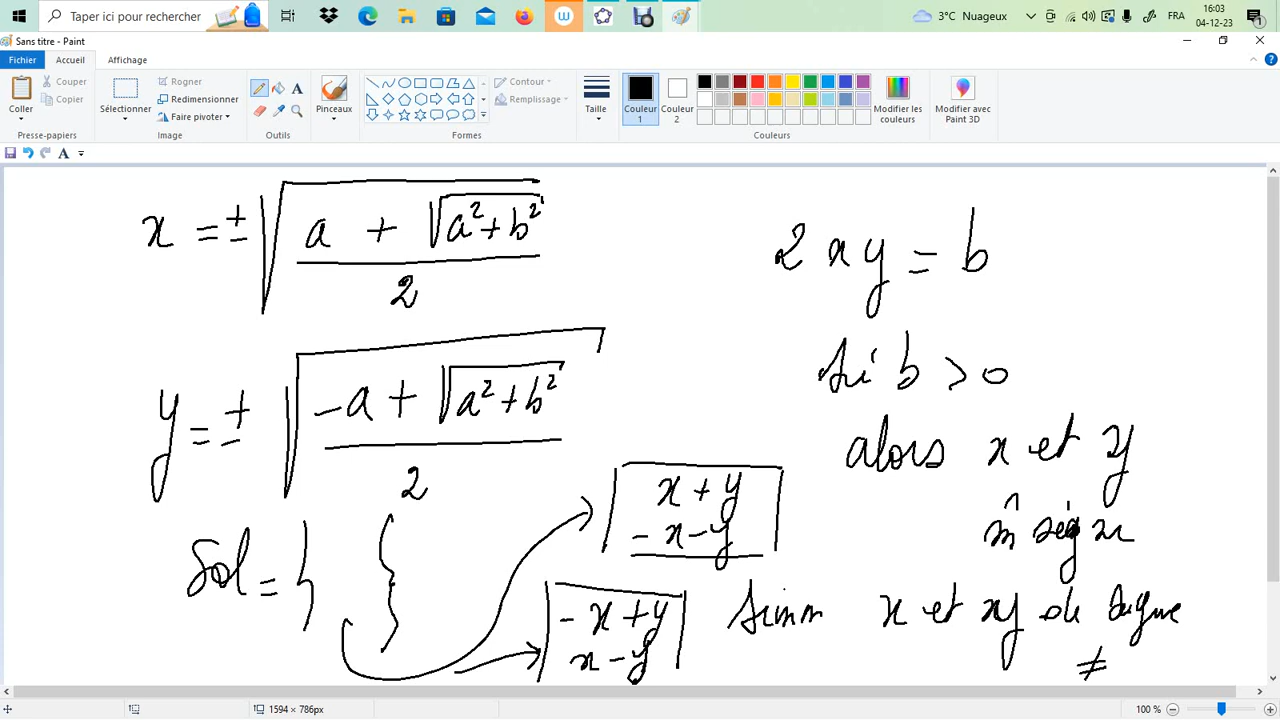 Taper ici pour rechercher
3°C Nuageux
FRA
16:03
04-12-23
Sans titre - Paint
Fichier
Accueil
Affichage
Coller
Couper
Copier
Presse-papiers
Sélectionner
Rogner
Redimensionner
Faire pivoter
Image
A
Outils
Pinceaux
Contour
Remplissage
Formes
Taille
Couleur 1
Couleur 2
Modifier les couleurs
Couleurs
Modifier avec Paint 3D
x = ± √((a + √(a² + b²))/2)
y = ± √((-a + √(a² + b²))/2)
Sol = { }
x + y
- x - y
- x + y
x - y
2 x y = b
Si b > 0
alors x et y
m̂ sign
sinon x et y de signe
≠
1594 × 786px
100 %